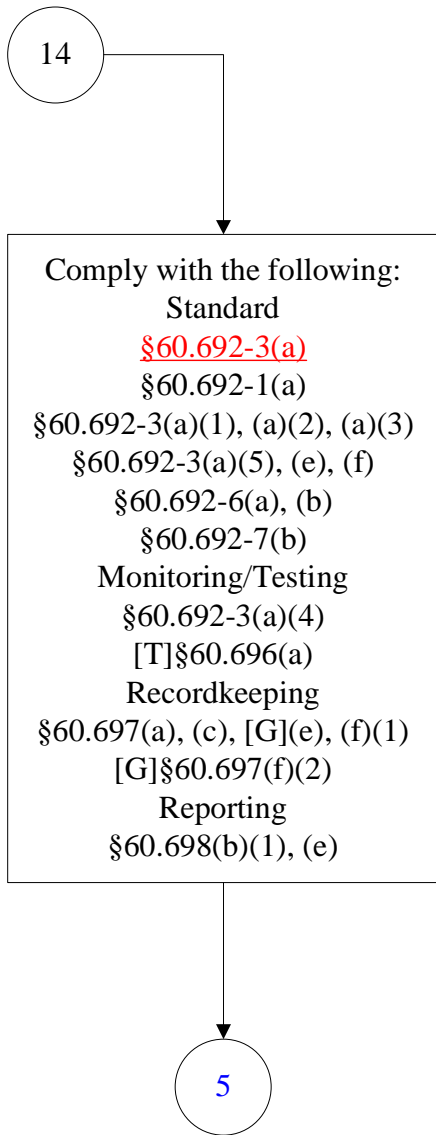 14
Comply with the following:
Standard
§60.692-3(a)
§60.692-1(a)
§60.692-3(a)(1), (a)(2), (a)(3)
§60.692-3(a)(5), (e), (f)
§60.692-6(a), (b)
§60.692-7(b)
Monitoring/Testing
§60.692-3(a)(4)
[T]§60.696(a)
Recordkeeping
§60.697(a), (c), [G](e), (f)(1)
[G]§60.697(f)(2)
Reporting
§60.698(b)(1), (e)
5